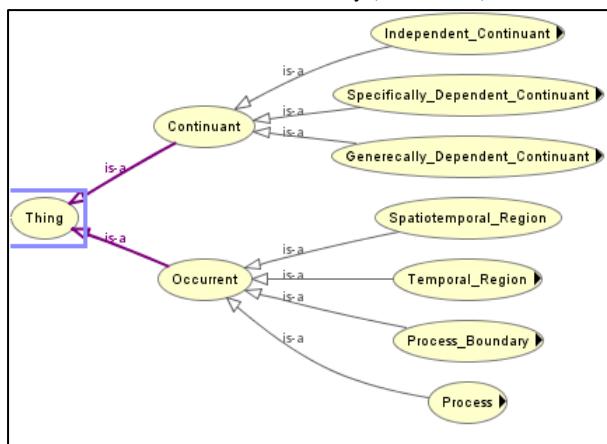 Independent_Continuant
is-a
Specifically_Dependent_Continuant
is-a
Continuant
is-a
Generecally_Dependent_Continuant
is-a
Thing
Spatiotemporal_Region
is-a
is-a
Occurrent
is-a
Temporal_Region
is-a
Process_Boundary
is-a
Process